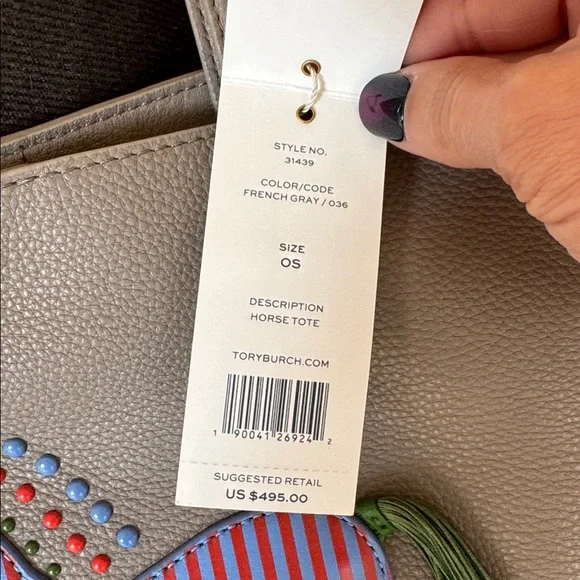 STYLE NO.
31439
COLOR/CODE
FRENCH GRAY / 036
SIZE
OS
DESCRIPTION
HORSE TOTE
TORYBURCH.COM
1 90041 26924 2
SUGGESTED RETAIL
US $495.00